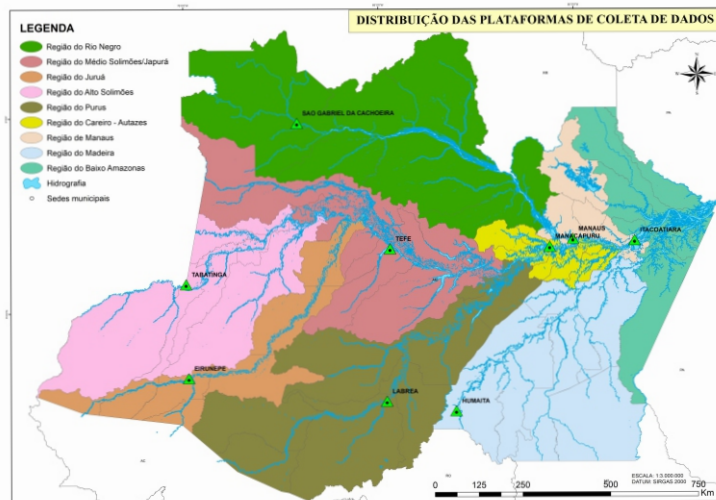 DISTRIBUIÇÃO DAS PLATAFORMAS DE COLETA DE DADOS
LEGENDA
Região do Rio Negro
Região do Médio Solimões/Japurá
Região do Juruá
Região do Alto Solimões
Região do Purus
Região do Careiro - Autazes
Região de Manaus
Região do Madeira
Região do Baixo Amazonas
Hidrografia
Sedes municipais
SAO GABRIEL DA CACHOEIRA
MANAUS
MANACAPURU
ITACOATIARA
TEFE
TABATINGA
EIRUNEPE
LABREA
HUMAITA
ESCALA: 1:3.000.000
DATUM: SIRGAS 2000
0 125 250 500 750
Km